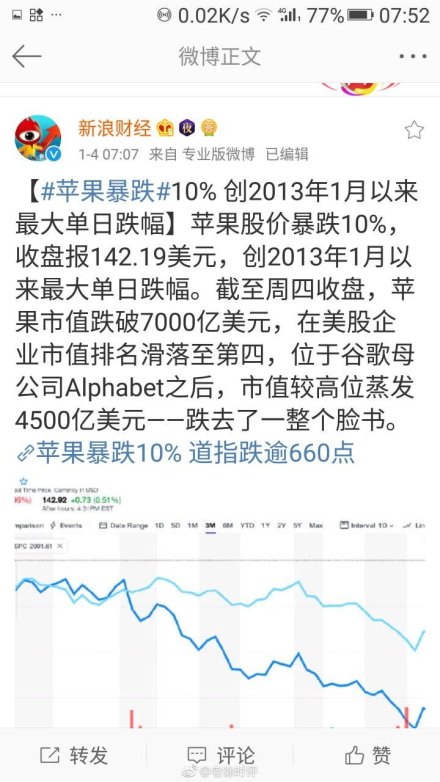 0.02K/s 4G 77% 07:52
微博正文
新浪财经
1-4 07:07 来自 专业版微博 已编辑
【#苹果暴跌#10% 创2013年1月以来
最大单日跌幅】苹果股价暴跌10%，
收盘报142.19美元，创2013年1月以
来最大单日跌幅。截至周四收盘，苹
果市值跌破7000亿美元，在美股企
业市值排名滑落至第四，位于谷歌母
公司Alphabet之后，市值较高位蒸发
4500亿美元——跌去了一整个脸书。
苹果暴跌10% 道指跌逾660点
al Time Price. Currency in USD
142.92 +0.73 (0.51%)
After hours: 4:51PM EST
mparison Events Date Range 1D 5D 1M 3M 6M YTD 1Y 2Y 5Y Max Interval 1D Lin
SPC 2901.61 ×
转发 评论 赞